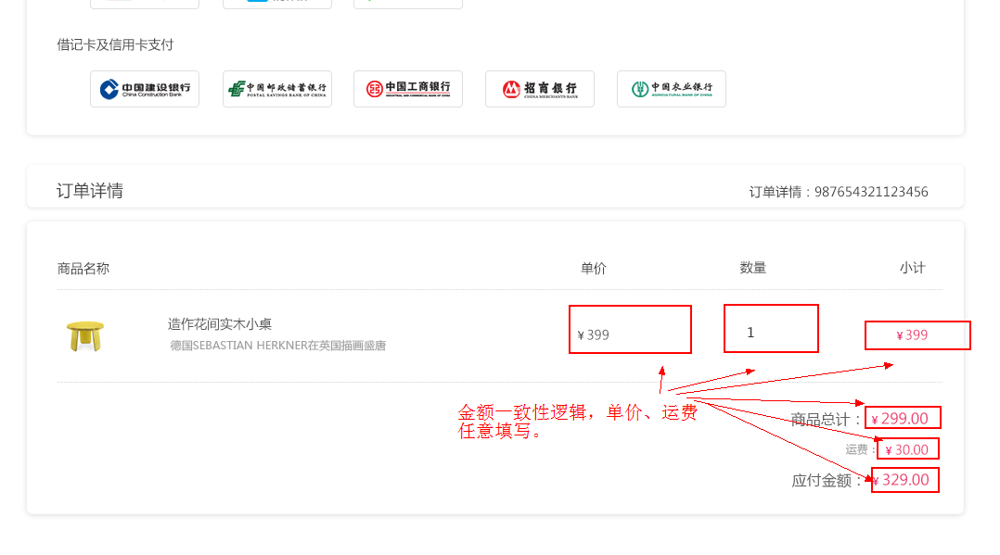 借记卡及信用卡支付
中国建设银行
China Construction Bank
中国邮政储蓄银行
POSTAL SAVINGS BANK OF CHINA
中国工商银行
INDUSTRIAL AND COMMERCIAL BANK OF CHINA
招商银行
CHINA MERCHANTS BANK
中国农业银行
AGRICULTURAL BANK OF CHINA
订单详情
订单详情：987654321123456
商品名称 单价 数量 小计
造作花间实木小桌
德国SEBASTIAN HERKNER在英国描画盛唐
¥ 399
1
¥ 399
金额一致性逻辑，单价、运费
任意填写。
商品总计：¥ 299.00
运费：¥ 30.00
应付金额：¥ 329.00